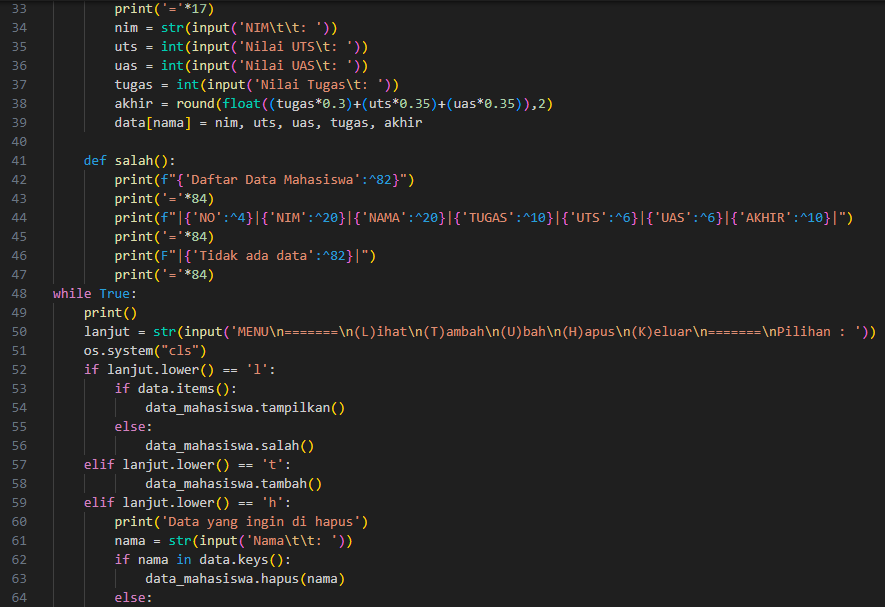 33 print('='*17)
34 nim = str(input('NIM\t\t: '))
35 uts = int(input('Nilai UTS\t: '))
36 uas = int(input('Nilai UAS\t: '))
37 tugas = int(input('Nilai Tugas\t: '))
38 akhir = round(float((tugas*0.3)+(uts*0.35)+(uas*0.35)),2)
39 data[nama] = nim, uts, uas, tugas, akhir
40
41 def salah():
42 print(f"{'Daftar Data Mahasiswa':^82}")
43 print('='*84)
44 print(f"|{'NO':^4}|{'NIM':^20}|{'NAMA':^20}|{'TUGAS':^10}|{'UTS':^6}|{'UAS':^6}|{'AKHIR':^10}|")
45 print('='*84)
46 print(F"|{'Tidak ada data':^82}|")
47 print('='*84)
48 while True:
49 print()
50 lanjut = str(input('MENU\n=======\n(L)ihat\n(T)ambah\n(U)bah\n(H)apus\n(K)eluar\n=======\nPilihan : '))
51 os.system("cls")
52 if lanjut.lower() == 'l':
53 if data.items():
54 data_mahasiswa.tampilkan()
55 else:
56 data_mahasiswa.salah()
57 elif lanjut.lower() == 't':
58 data_mahasiswa.tambah()
59 elif lanjut.lower() == 'h':
60 print('Data yang ingin di hapus')
61 nama = str(input('Nama\t\t: '))
62 if nama in data.keys():
63 data_mahasiswa.hapus(nama)
64 else: